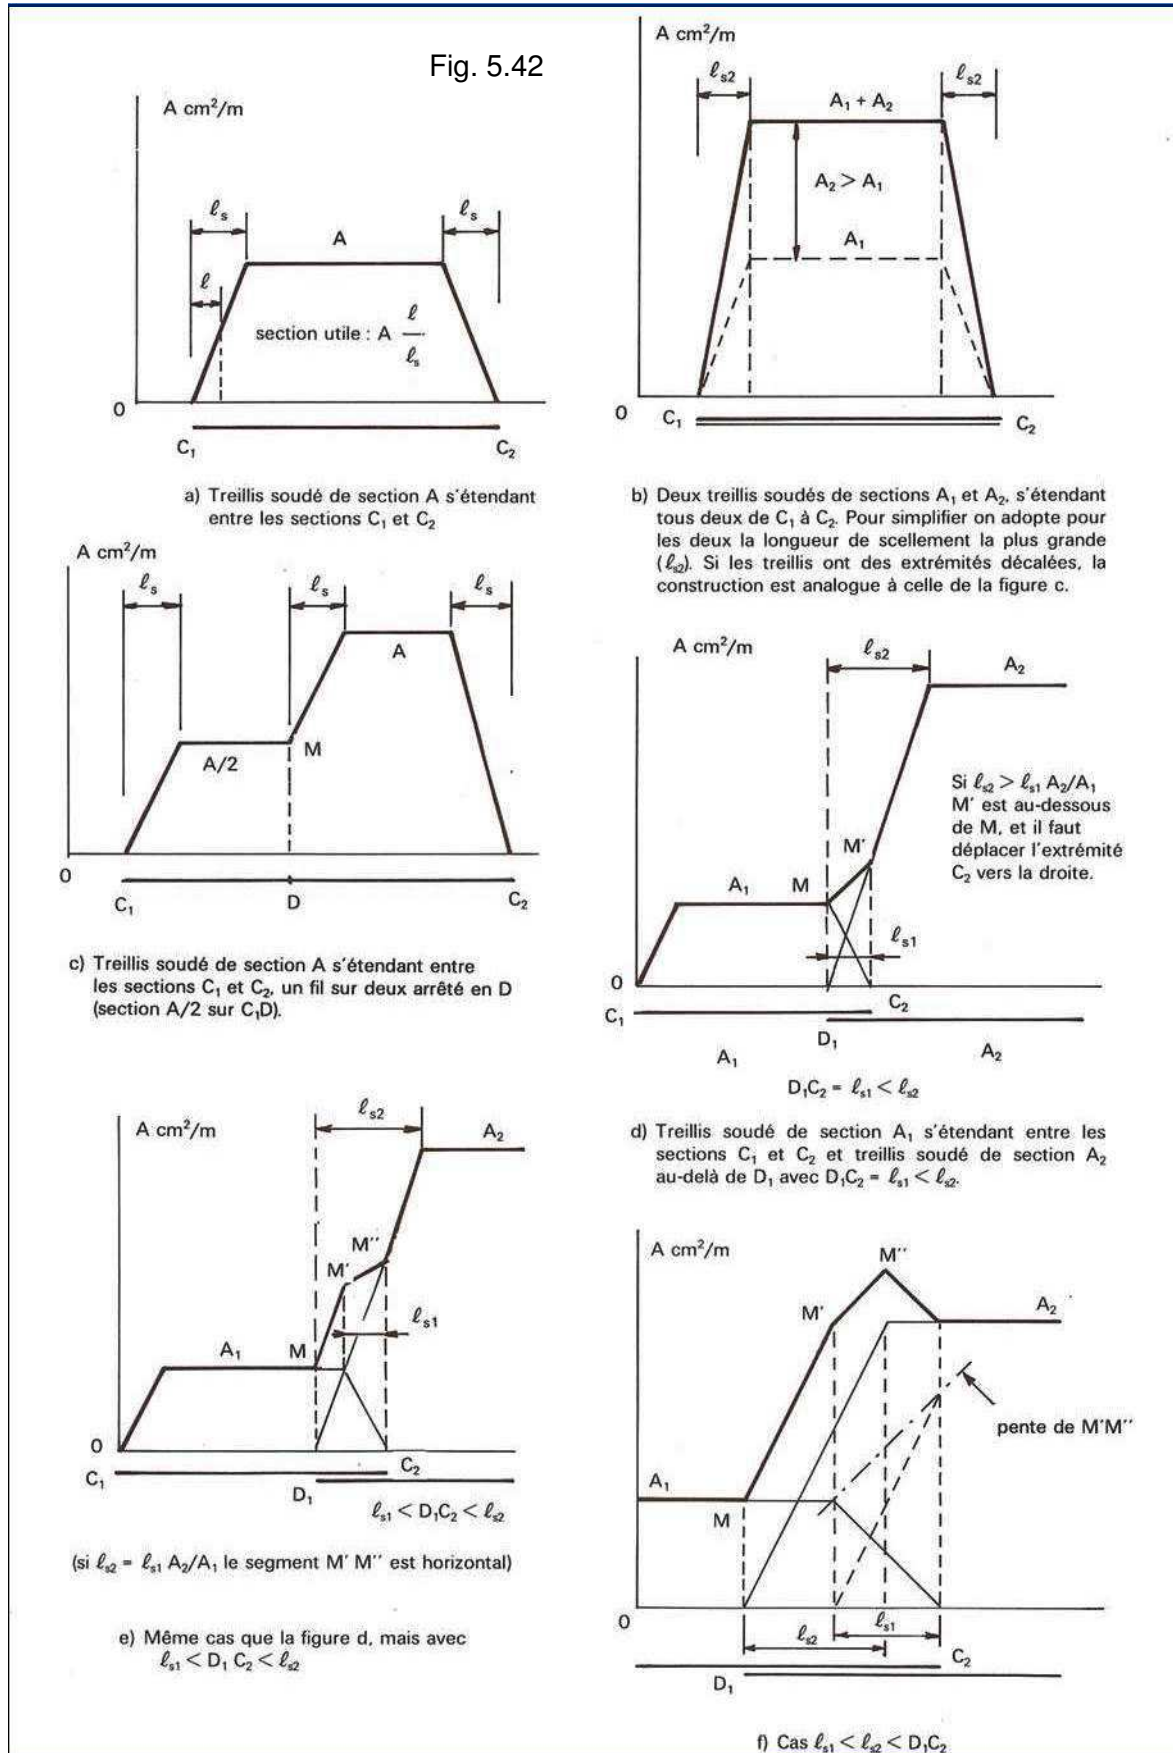 Fig. 5.42
A cm²/m
ℓs
ℓs
A
ℓ
section utile : A ℓ/ℓs
0
C₁
C₂
a) Treillis soudé de section A s'étendant
entre les sections C₁ et C₂
A cm²/m
ℓs2
ℓs2
A₁ + A₂
A₂ > A₁
A₁
0
C₁
C₂
b) Deux treillis soudés de sections A₁ et A₂, s'étendant
tous deux de C₁ à C₂. Pour simplifier on adopte pour
les deux la longueur de scellement la plus grande
(ℓs2). Si les treillis ont des extrémités décalées, la
construction est analogue à celle de la figure c.
A cm²/m
ℓs
ℓs
ℓs
A
A/2
M
0
C₁
D
C₂
c) Treillis soudé de section A s'étendant entre
les sections C₁ et C₂, un fil sur deux arrêté en D
(section A/2 sur C₁D).
A cm²/m
ℓs2
A₂
Si ℓs2 > ℓs1 A₂/A₁
M' est au-dessous
de M, et il faut
déplacer l'extrémité
C₂ vers la droite.
M'
A₁
M
ℓs1
0
C₁
C₂
D₁
A₁
A₂
D₁C₂ = ℓs1 < ℓs2
d) Treillis soudé de section A₁ s'étendant entre les
sections C₁ et C₂ et treillis soudé de section A₂
au-delà de D₁ avec D₁C₂ = ℓs1 < ℓs2.
A cm²/m
ℓs2
A₂
M''
M'
ℓs1
A₁
M
0
C₁
C₂
D₁
ℓs1 < D₁C₂ < ℓs2
(si ℓs2 = ℓs1 A₂/A₁ le segment M' M'' est horizontal)
e) Même cas que la figure d, mais avec
ℓs1 < D₁ C₂ < ℓs2
A cm²/m
M''
M'
A₂
pente de M'M''
A₁
M
0
ℓs2
ℓs1
C₂
D₁
f) Cas ℓs1 < ℓs2 < D₁C₂